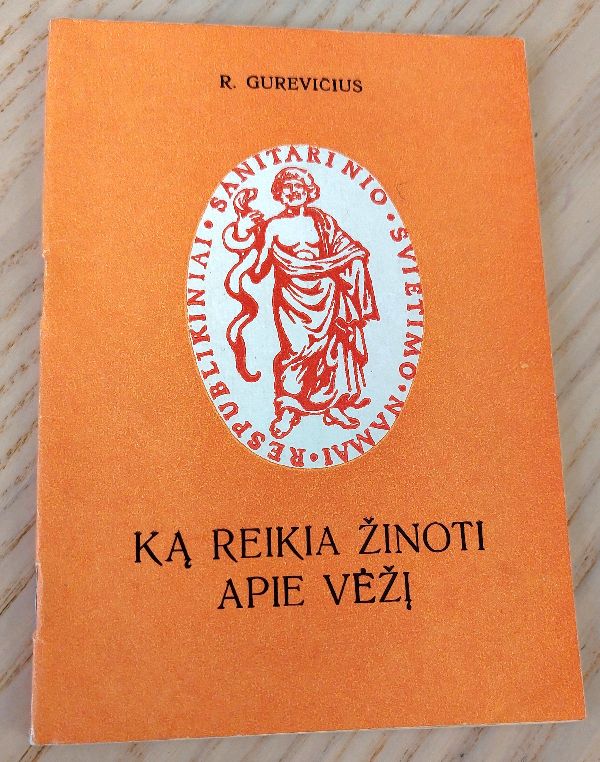 R. GUREVIČIUS
RESPUBLIKINIAI • SANITARINIO • ŠVIETIMO • NAMAI •
KĄ REIKIA ŽINOTI
APIE VĖŽĮ